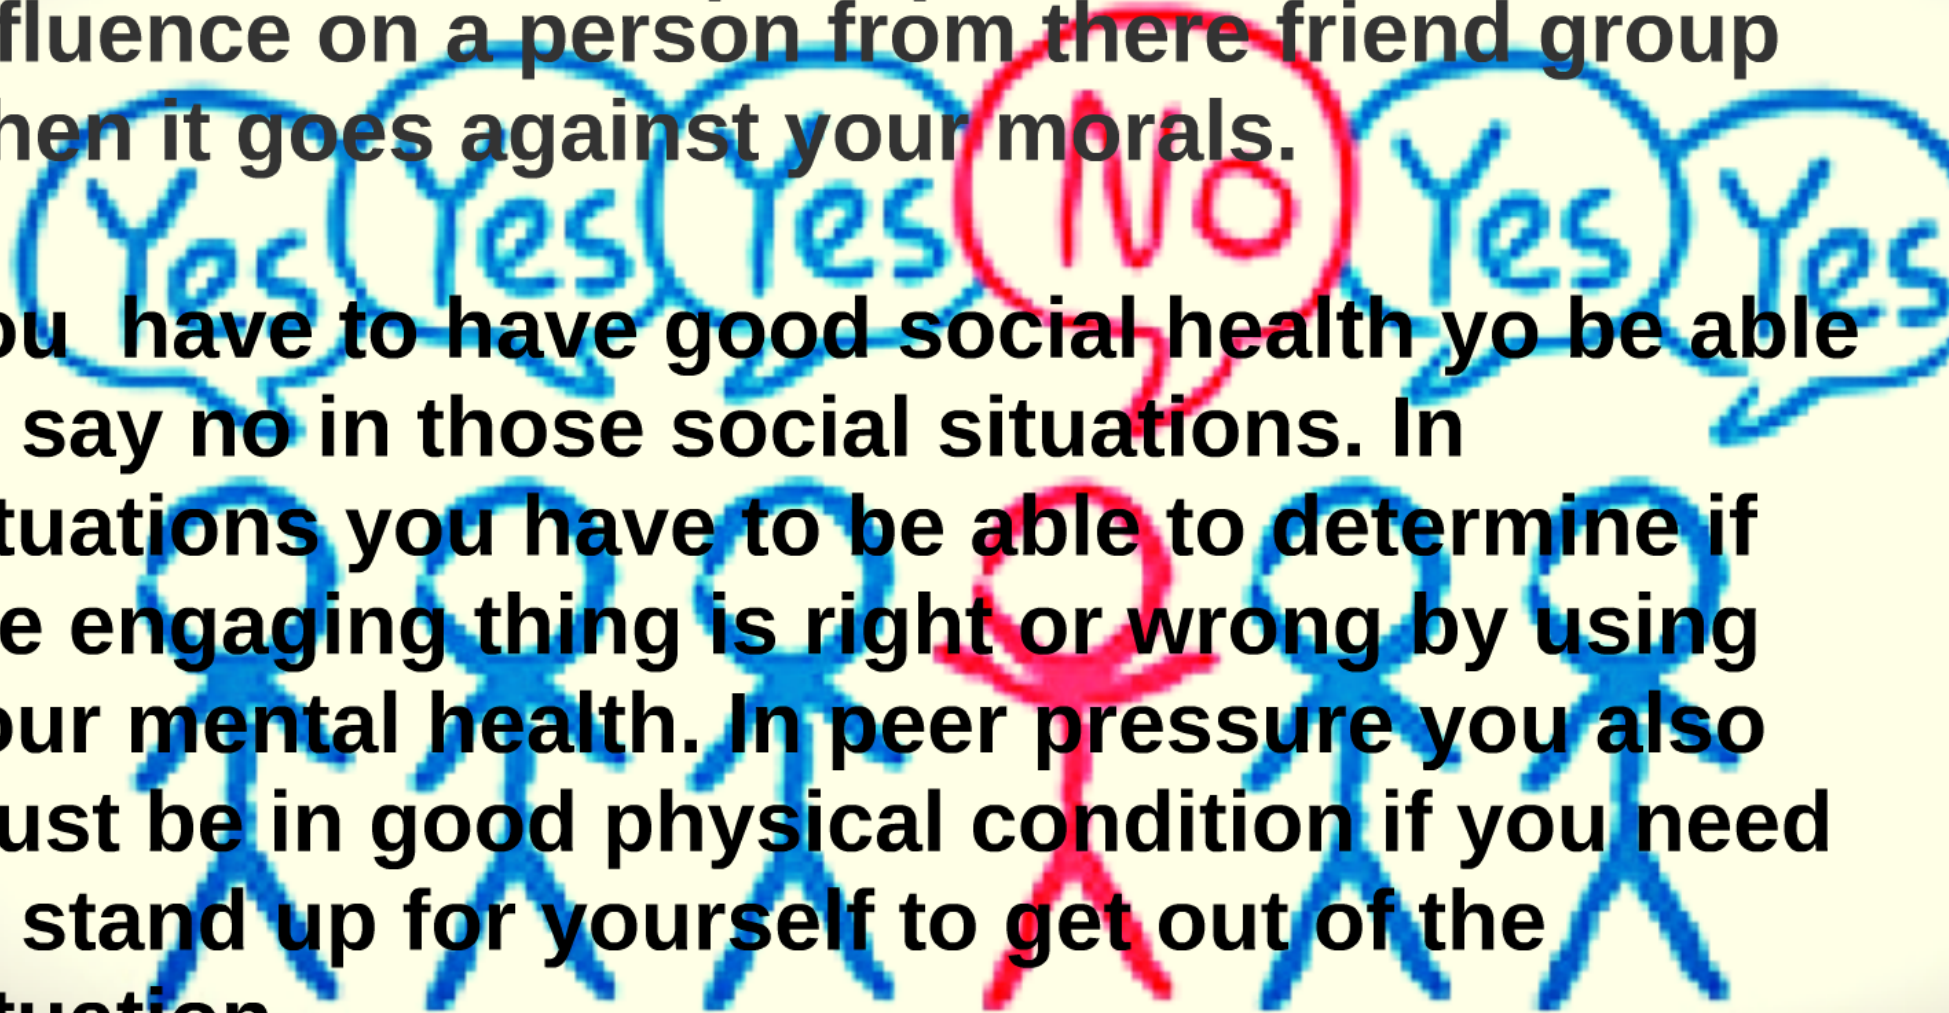 fluence on a person from there friend group
hen it goes against your morals.
Yes Yes Yes No Yes Yes
ou have to have good social health yo be able
say no in those social situations. In
tuations you have to be able to determine if
e engaging thing is right or wrong by using
our mental health. In peer pressure you also
ust be in good physical condition if you need
stand up for yourself to get out of the
tuation